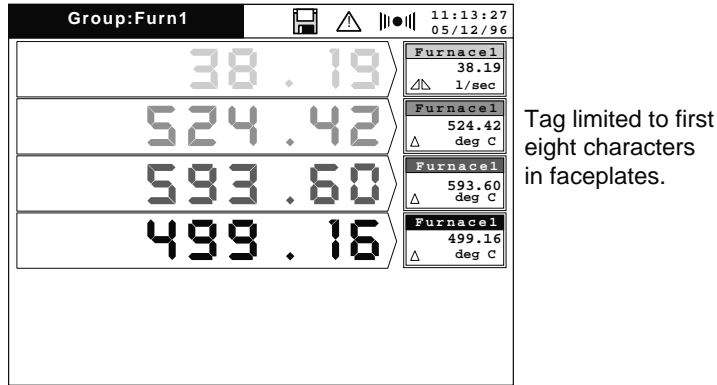 Group:Furn1
11:13:27
05/12/96
38.19
Furnace1
38.19
l/sec
524.42
Furnace1
524.42
deg C
593.60
Furnace1
593.60
deg C
499.16
Furnace1
499.16
deg C
Tag limited to first
eight characters
in faceplates.